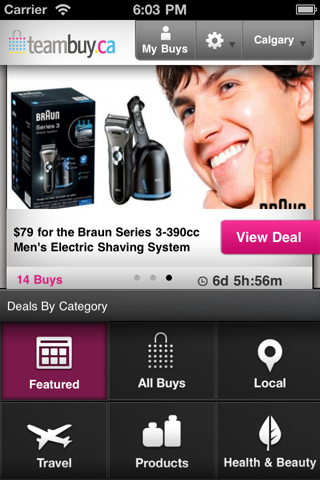 Carrier 6:03 PM
teambuy.ca
My Buys
Calgary
BRAUN
Series 3
BRAUN
$79 for the Braun Series 3-390cc
Men's Electric Shaving System
View Deal
14 Buys
6d 5h:56m
Deals By Category
Featured
All Buys
Local
Travel
Products
Health & Beauty